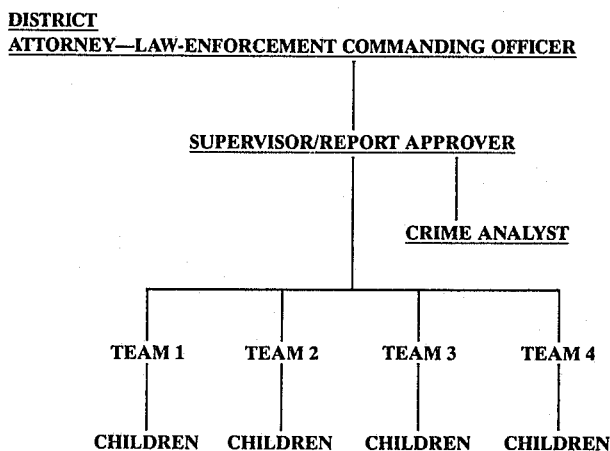 DISTRICT
ATTORNEY—LAW-ENFORCEMENT COMMANDING OFFICER
SUPERVISOR/REPORT APPROVER
CRIME ANALYST
TEAM 1 TEAM 2 TEAM 3 TEAM 4
CHILDREN CHILDREN CHILDREN CHILDREN